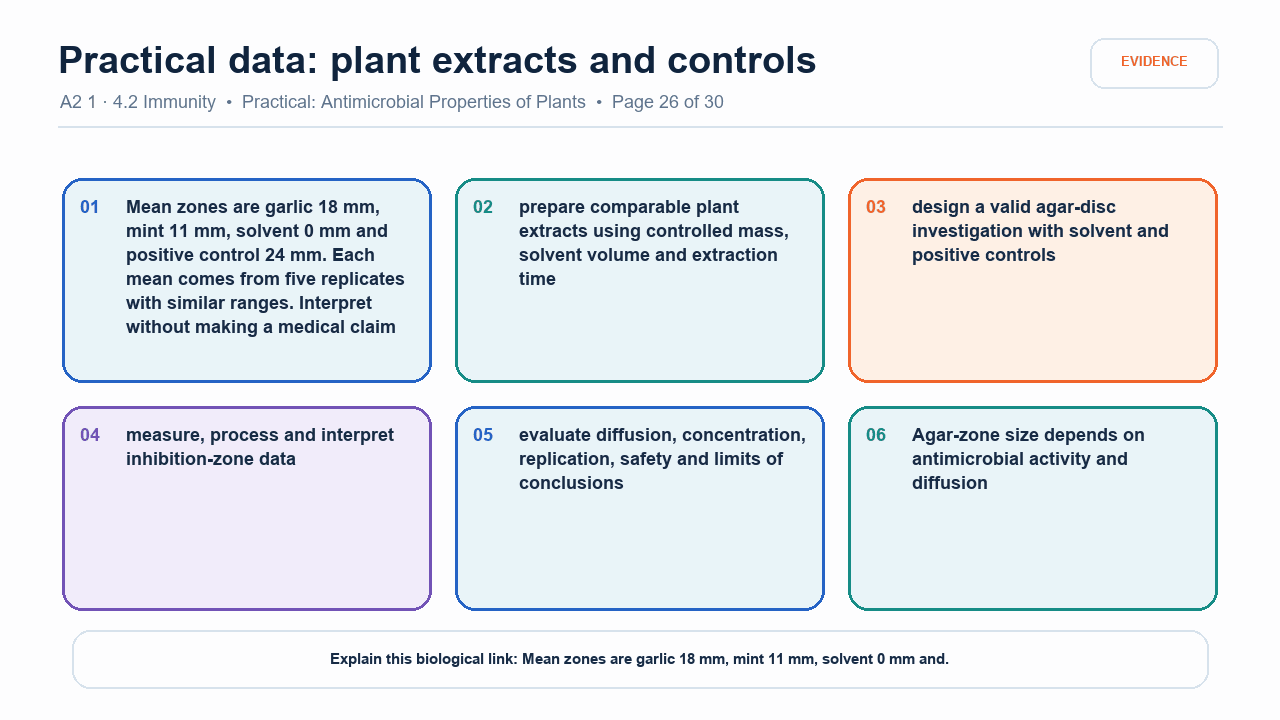 Practical data: plant extracts and controls
EVIDENCE
A2 1 · 4.2 Immunity • Practical: Antimicrobial Properties of Plants • Page 26 of 30
01
Mean zones are garlic 18 mm,
mint 11 mm, solvent 0 mm and
positive control 24 mm. Each
mean comes from five replicates
with similar ranges. Interpret
without making a medical claim
02
prepare comparable plant
extracts using controlled mass,
solvent volume and extraction
time
03
design a valid agar-disc
investigation with solvent and
positive controls
04
measure, process and interpret
inhibition-zone data
05
evaluate diffusion, concentration,
replication, safety and limits of
conclusions
06
Agar-zone size depends on
antimicrobial activity and
diffusion
Explain this biological link: Mean zones are garlic 18 mm, mint 11 mm, solvent 0 mm and.